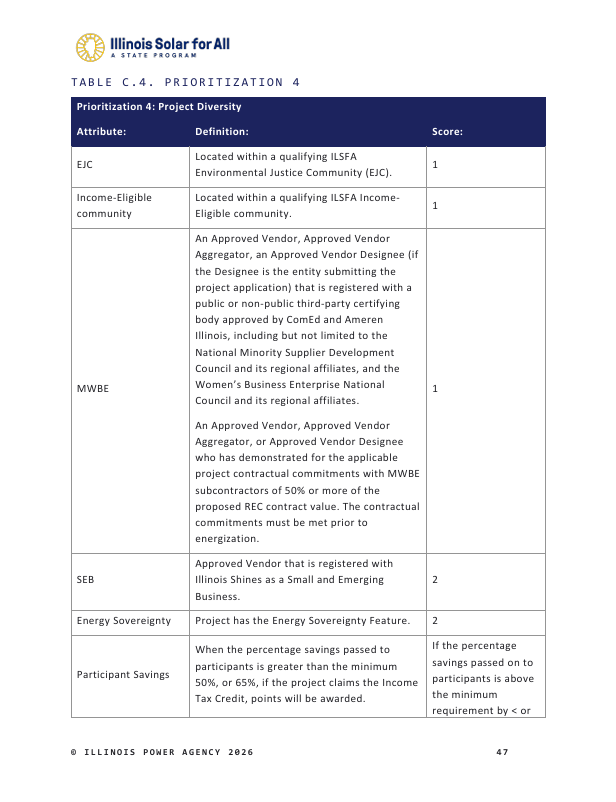 Illinois Solar for All
A STATE PROGRAM
TABLE C.4. PRIORITIZATION 4
Prioritization 4: Project Diversity
Attribute:
Definition:
Score:
EJC
Located within a qualifying ILSFA
Environmental Justice Community (EJC).
1
Income-Eligible
community
Located within a qualifying ILSFA Income-
Eligible community.
1
MWBE
An Approved Vendor, Approved Vendor
Aggregator, an Approved Vendor Designee (if
the Designee is the entity submitting the
project application) that is registered with a
public or non-public third-party certifying
body approved by ComEd and Ameren
Illinois, including but not limited to the
National Minority Supplier Development
Council and its regional affiliates, and the
Women’s Business Enterprise National
Council and its regional affiliates.
An Approved Vendor, Approved Vendor
Aggregator, or Approved Vendor Designee
who has demonstrated for the applicable
project contractual commitments with MWBE
subcontractors of 50% or more of the
proposed REC contract value. The contractual
commitments must be met prior to
energization.
1
SEB
Approved Vendor that is registered with
Illinois Shines as a Small and Emerging
Business.
2
Energy Sovereignty
Project has the Energy Sovereignty Feature.
2
Participant Savings
When the percentage savings passed to
participants is greater than the minimum
50%, or 65%, if the project claims the Income
Tax Credit, points will be awarded.
If the percentage
savings passed on to
participants is above
the minimum
requirement by < or
© ILLINOIS POWER AGENCY 2026
47